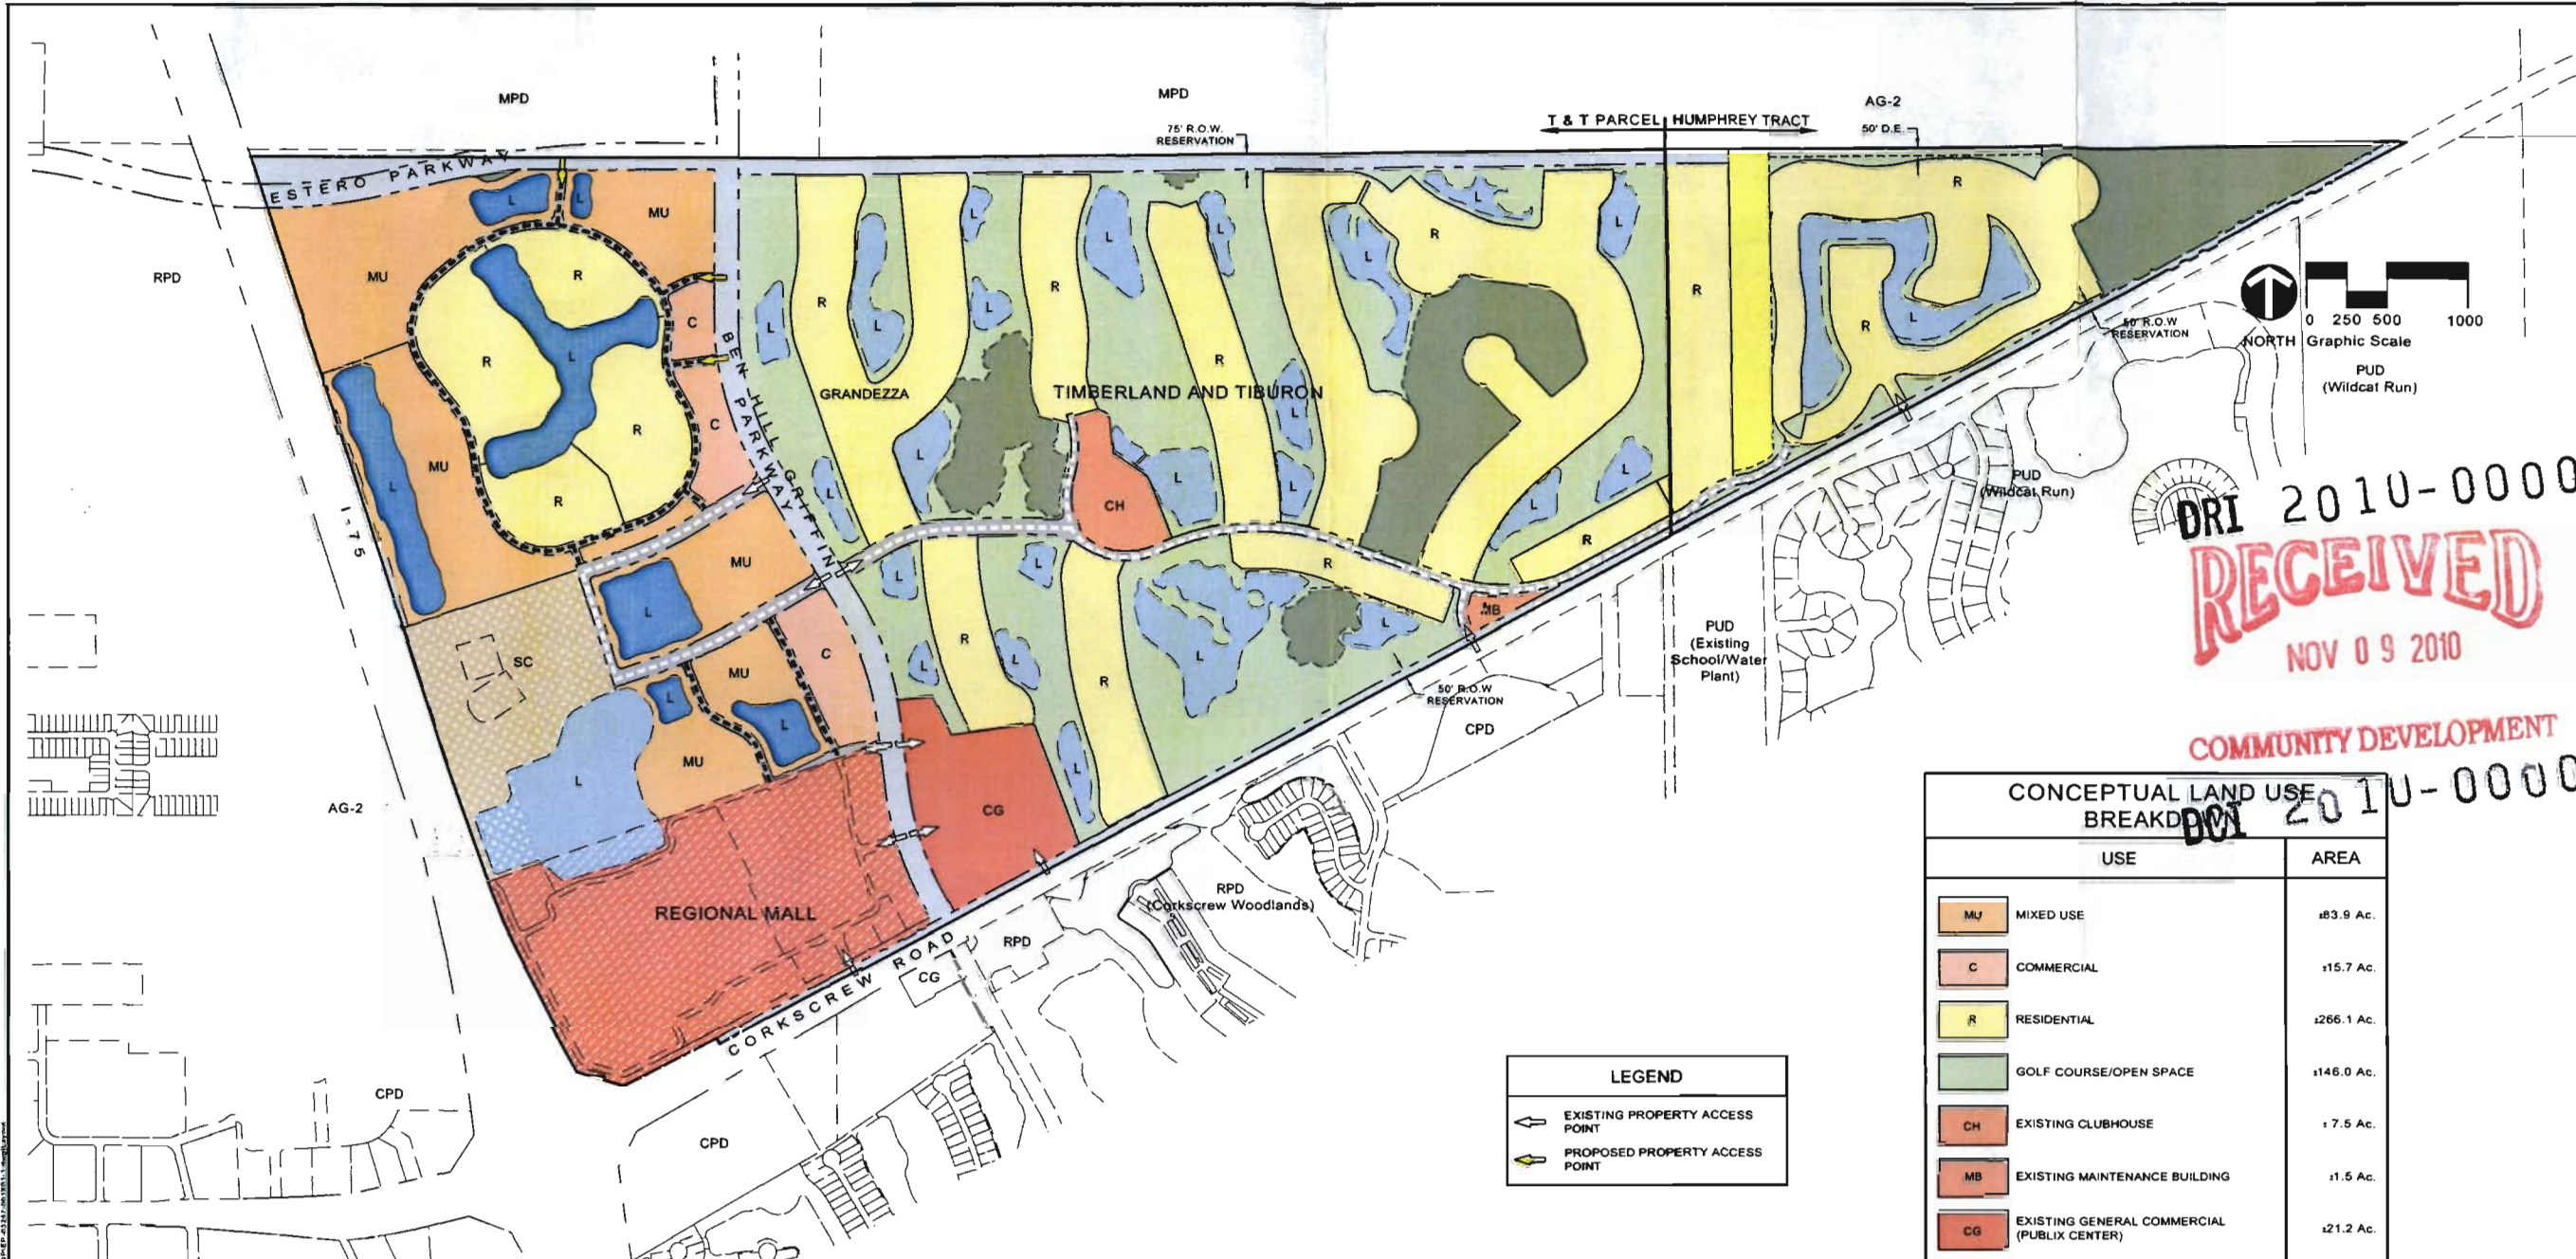 MPD
MPD
AG-2
75' R.O.W.
RESERVATION
T & T PARCEL
HUMPHREY TRACT
50' D.E.
ESTERO PARKWAY
L
L
MU
R
L
L
L
L
L
R
RPD
MU
R
R
R
L
R
L
R
C
L
R
L
L
R
R
L
50' R.O.W
RESERVATION
NORTH
0 250 500 1000
Graphic Scale
PUD
(Wildcat Run)
R
L
BEN HILL GRIFFIN
PARKWAY
GRANDEZZA
TIMBERLAND AND TIBURON
L
R
C
MU
L
R
L
L
CH
L
L
L
L
PUD
(Wildcat Run)
DRI 2010-0000
RECEIVED
NOV 09 2010
COMMUNITY DEVELOPMENT
I-75
MU
L
L
R
R
L
SC
MU
C
R
L
L
R
L
L
MB
PUD
(Existing
School/Water
Plant)
50' R.O.W
RESERVATION
CPD
L
L
MU
L
L
CG
AG-2
REGIONAL MALL
RPD
(Corkscrew Woodlands)
RPD
CG
CORKSCREW ROAD
CPD
CPD
LEGEND
EXISTING PROPERTY ACCESS
POINT
PROPOSED PROPERTY ACCESS
POINT
CONCEPTUAL LAND USE
BREAKDOWN
DCI 2010-0000
USE AREA
MU MIXED USE ±83.9 Ac.
C COMMERCIAL ±15.7 Ac.
R RESIDENTIAL ±266.1 Ac.
GOLF COURSE/OPEN SPACE ±146.0 Ac.
CH EXISTING CLUBHOUSE ± 7.5 Ac.
MB EXISTING MAINTENANCE BUILDING ±1.5 Ac.
CG EXISTING GENERAL COMMERCIAL
(PUBLIX CENTER) ±21.2 Ac.